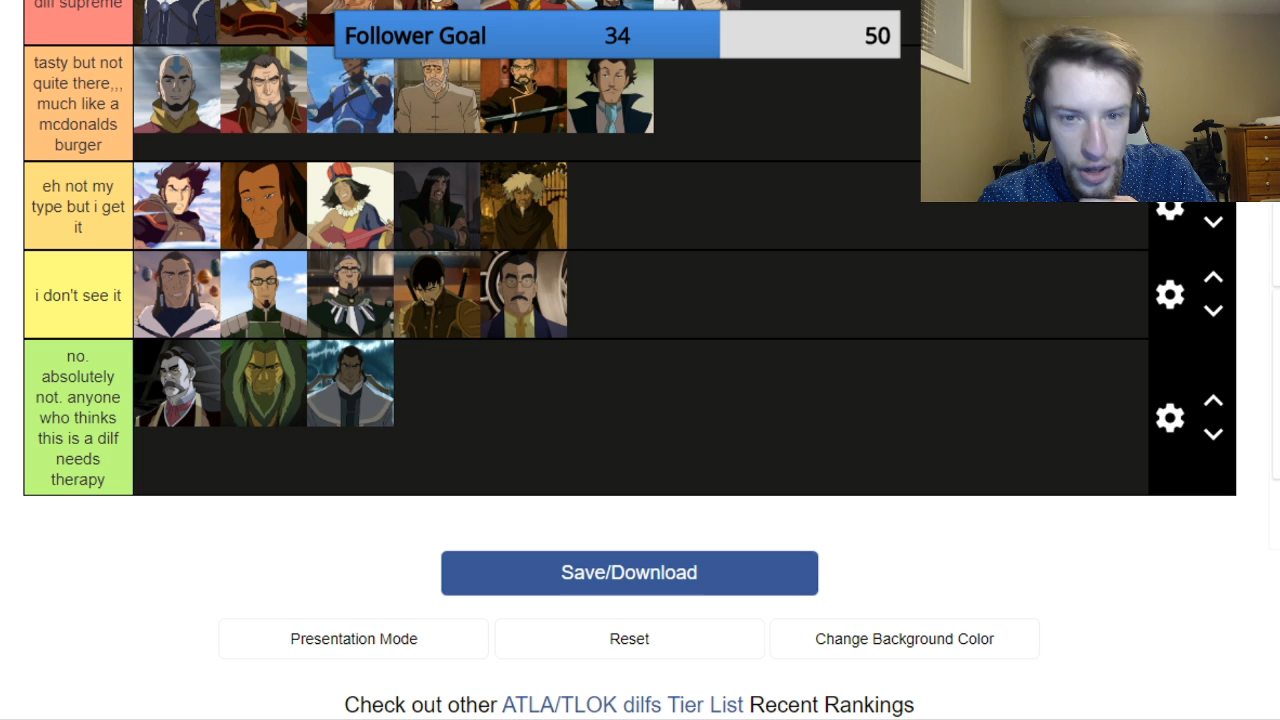 dilf supreme
Follower Goal 34 50
tasty but not
quite there,,,
much like a
mcdonalds
burger
eh not my
type but i get
it
i don't see it
no.
absolutely
not. anyone
who thinks
this is a dilf
needs
therapy
Save/Download
Presentation Mode Reset Change Background Color
Check out other ATLA/TLOK dilfs Tier List Recent Rankings